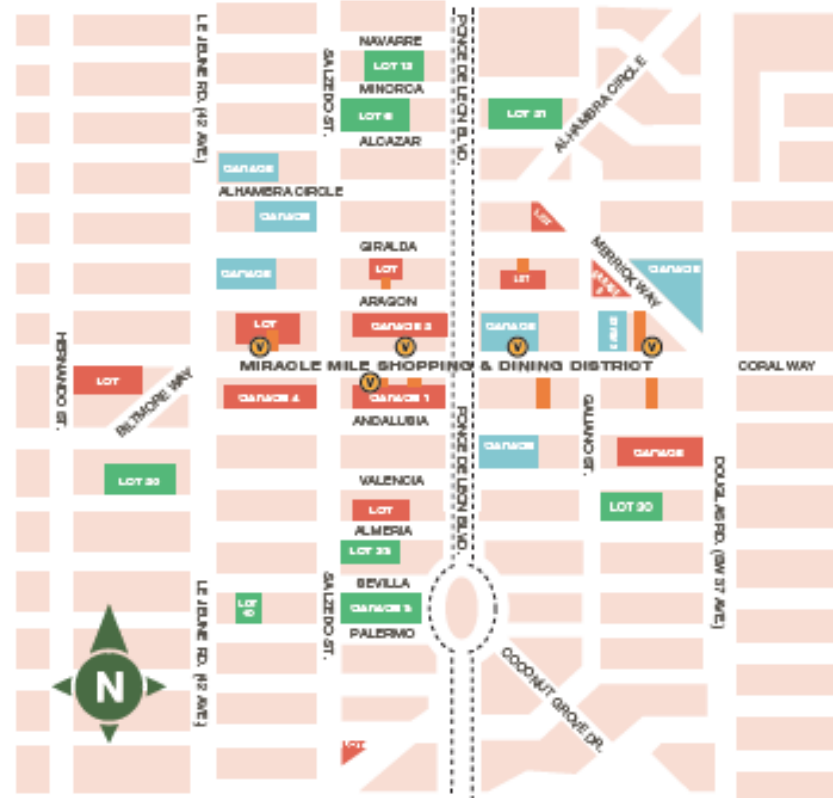 NAVARRE
LOT 13
MINORCA
LOT 6
LOT 31
ALCAZAR
LE JEUNE RD. (42 AVE.)
SALZEDO ST.
PONCE DE LEON BLVD.
ALHAMBRA CIRCLE
GARAGE
ALHAMBRA CIRCLE
GARAGE
LOT
GIRALDA
MERRICK WAY
GARAGE
LOT
LOT
GARAGE
ARAGON
LOT
GARAGE 2
GARAGE
V
V
V
V
HERNANDO ST.
MIRACLE MILE SHOPPING & DINING DISTRICT
CORAL WAY
LOT
BILTMORE WAY
V
GARAGE 4
GARAGE 1
ANDALUSIA
PONCE DE LEON BLVD.
GALIANO ST.
GARAGE
GARAGE
DOUGLAS RD. (SW 37 AVE.)
VALENCIA
LOT
LOT 30
ALMERIA
SEVILLA
LE JEUNE RD. (42 AVE.)
SALZEDO ST.
LOT 40
PALERMO
N
COCONUT GROVE DR.
LOT